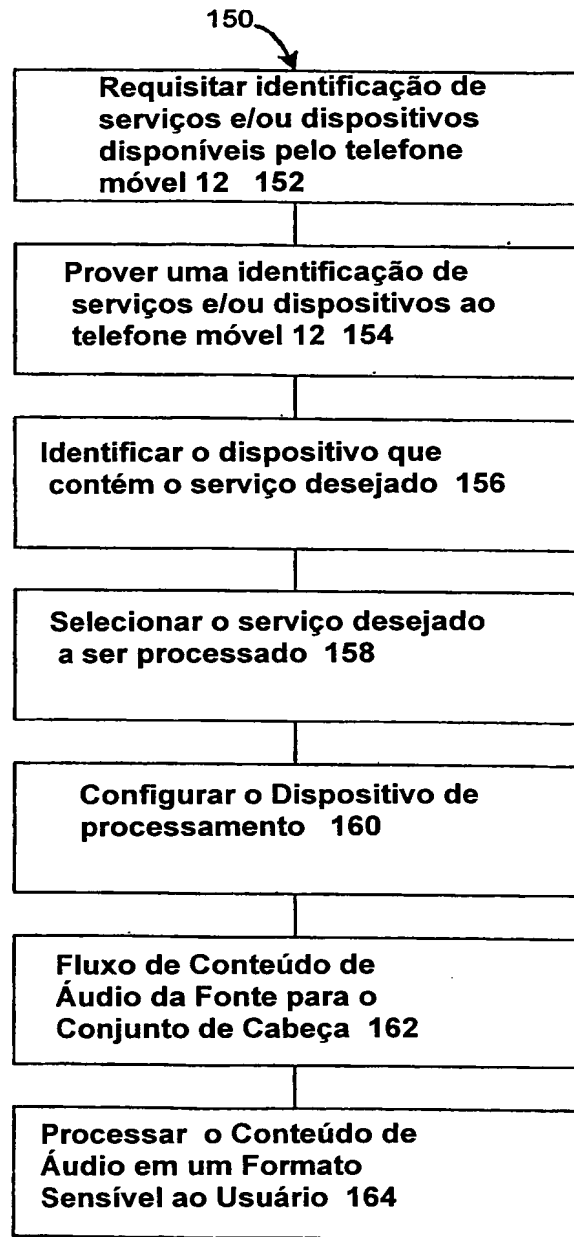 150
Requisitar identificação de
serviços e/ou dispositivos
disponíveis pelo telefone
móvel 12 152
Prover uma identificação de
serviços e/ou dispositivos ao
telefone móvel 12 154
Identificar o dispositivo que
contém o serviço desejado 156
Selecionar o serviço desejado
a ser processado 158
Configurar o Dispositivo de
processamento 160
Fluxo de Conteúdo de
Áudio da Fonte para o
Conjunto de Cabeça 162
Processar o Conteúdo de
Áudio em um Formato
Sensível ao Usuário 164